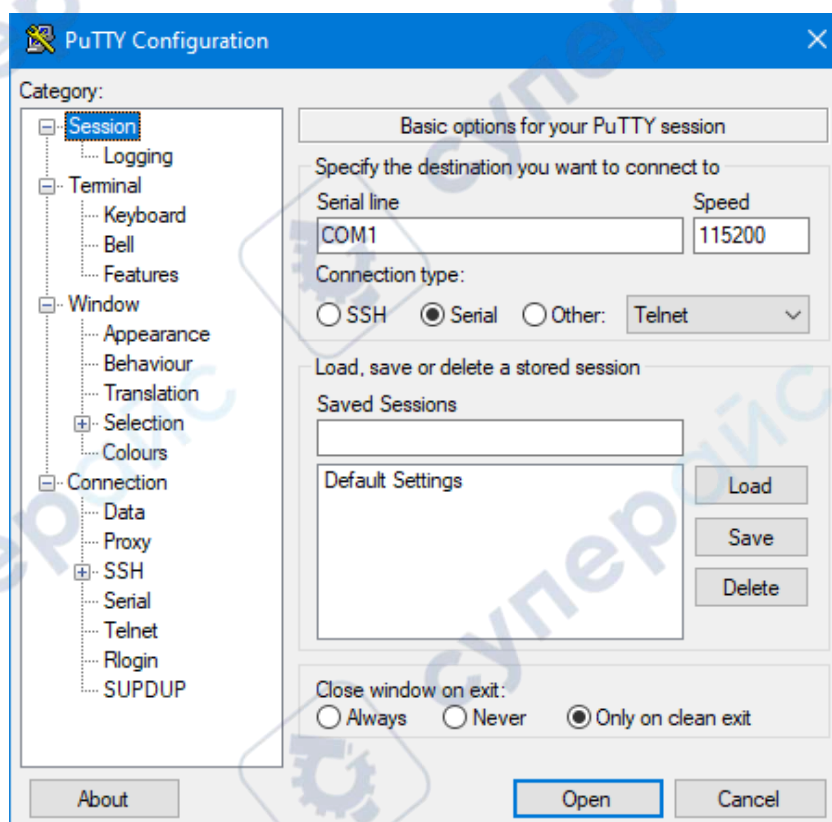 PuTTY Configuration
Category:
Session
Logging
Terminal
Keyboard
Bell
Features
Window
Appearance
Behaviour
Translation
Selection
Colours
Connection
Data
Proxy
SSH
Serial
Telnet
Rlogin
SUPDUP
Basic options for your PuTTY session
Specify the destination you want to connect to
Serial line Speed
COM1 115200
Connection type:
SSH Serial Other: Telnet
Load, save or delete a stored session
Saved Sessions
Default Settings
Load
Save
Delete
Close window on exit:
Always Never Only on clean exit
About Open Cancel
суперайс